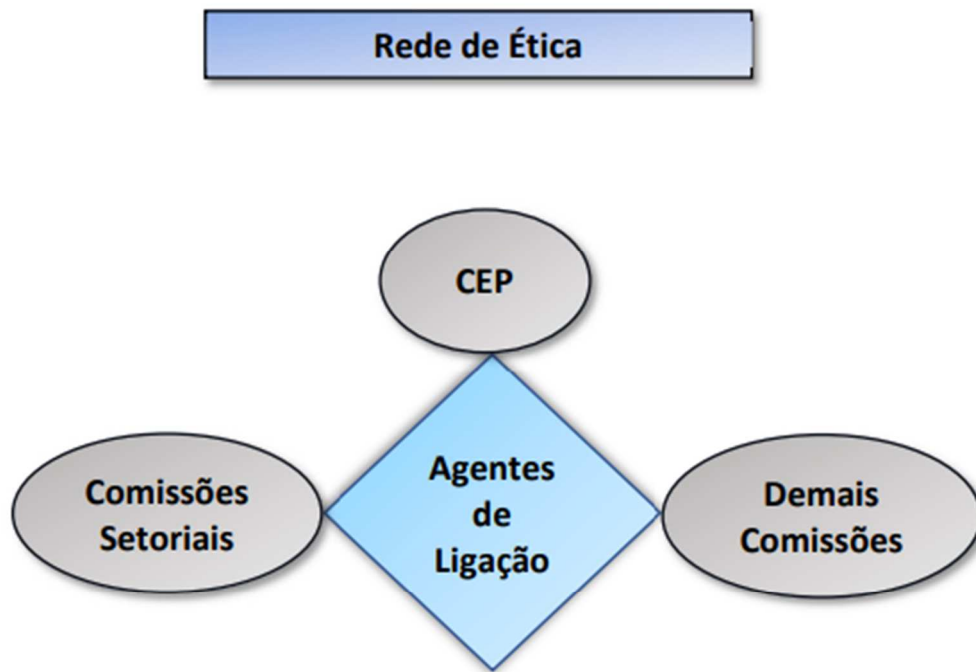 Rede de Ética
CEP
Comissões
Setoriais
Agentes
de
Ligação
Demais
Comissões